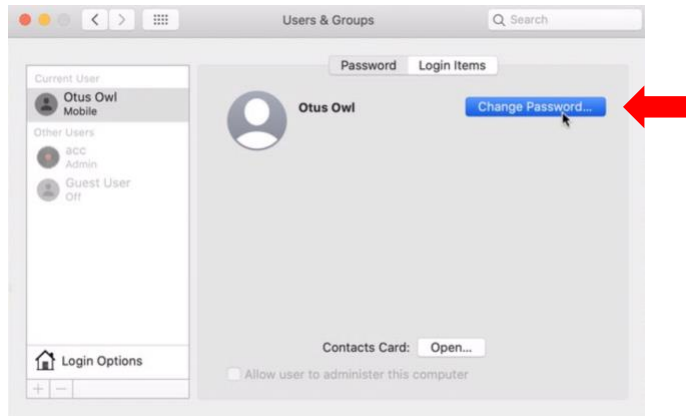 Users & Groups
Search
Password
Login Items
Current User
Otus Owl
Mobile
Other Users
acc
Admin
Guest User
Off
Otus Owl
Change Password...
Contacts Card:
Open...
Allow user to administer this computer
Login Options